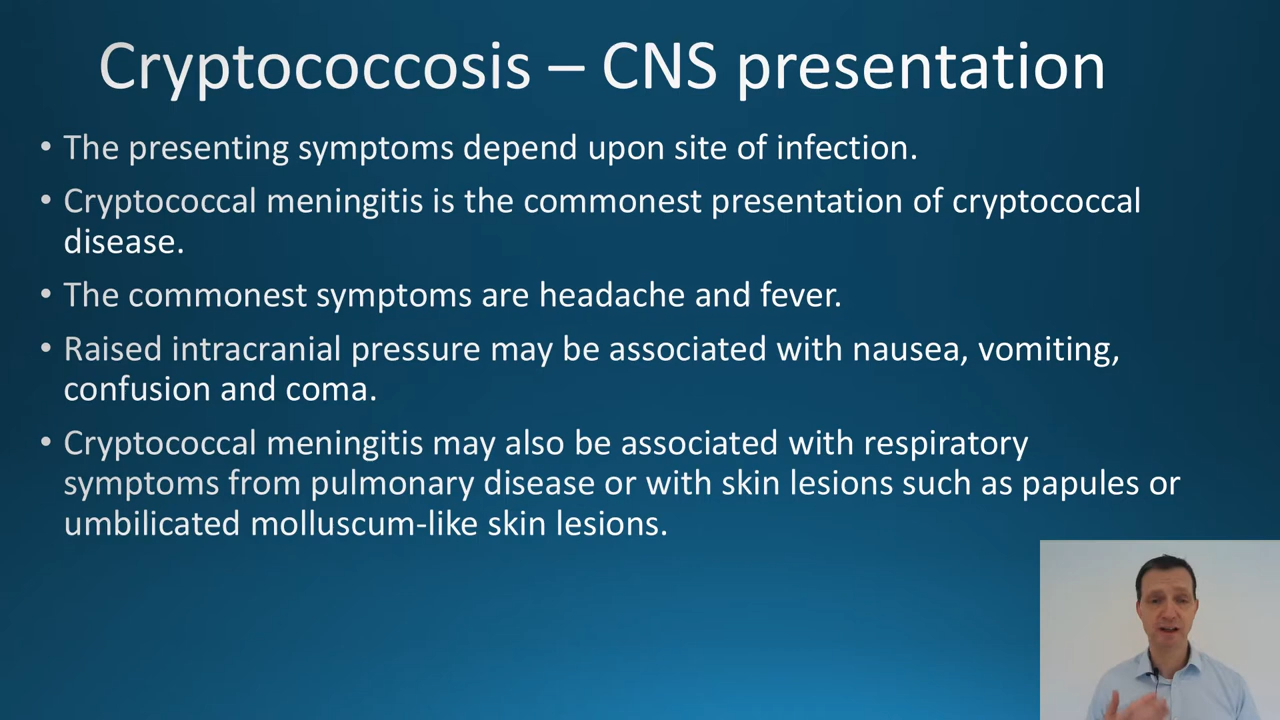 Cryptococcosis – CNS presentation
• The presenting symptoms depend upon site of infection.
• Cryptococcal meningitis is the commonest presentation of cryptococcal
disease.
• The commonest symptoms are headache and fever.
• Raised intracranial pressure may be associated with nausea, vomiting,
confusion and coma.
• Cryptococcal meningitis may also be associated with respiratory
symptoms from pulmonary disease or with skin lesions such as papules or
umbilicated molluscum-like skin lesions.